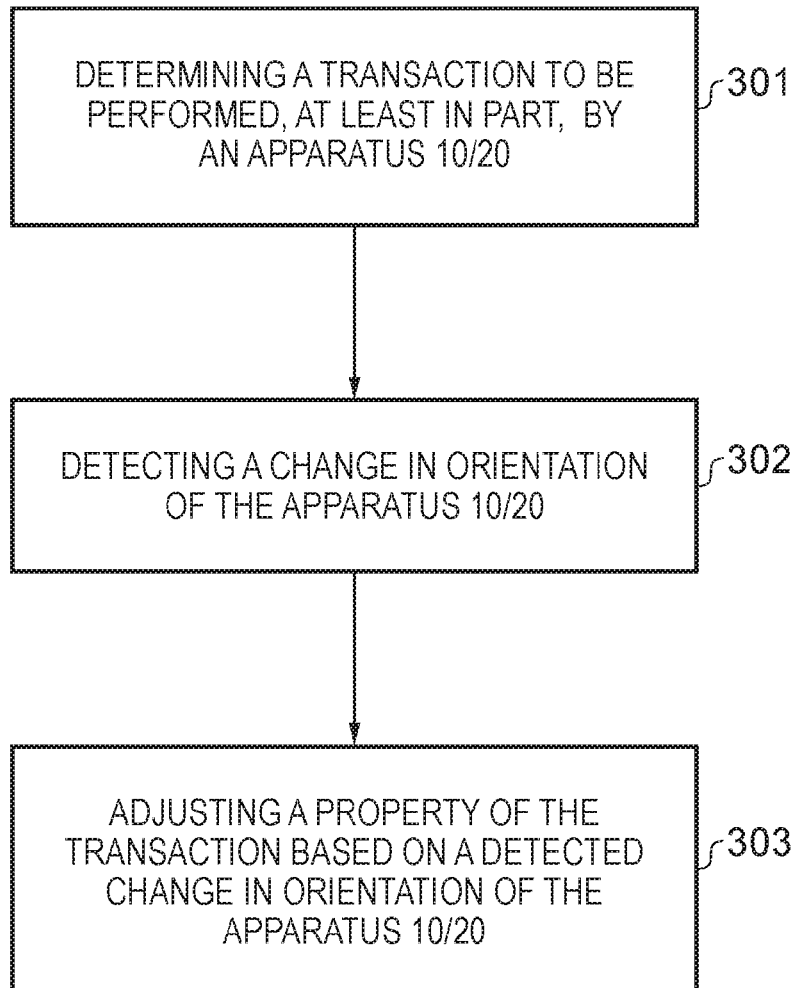 DETERMINING A TRANSACTION TO BE
PERFORMED, AT LEAST IN PART, BY
AN APPARATUS 10/20
301
DETECTING A CHANGE IN ORIENTATION
OF THE APPARATUS 10/20
302
ADJUSTING A PROPERTY OF THE
TRANSACTION BASED ON A DETECTED
CHANGE IN ORIENTATION OF THE
APPARATUS 10/20
303